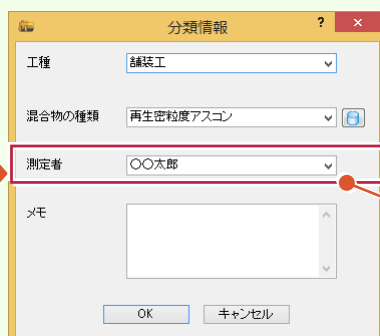 分類情報
?
×
工種
舗装工
混合物の種類
再生密粒度アスコン
測定者
〇〇太郎
メモ
OK
キャンセル